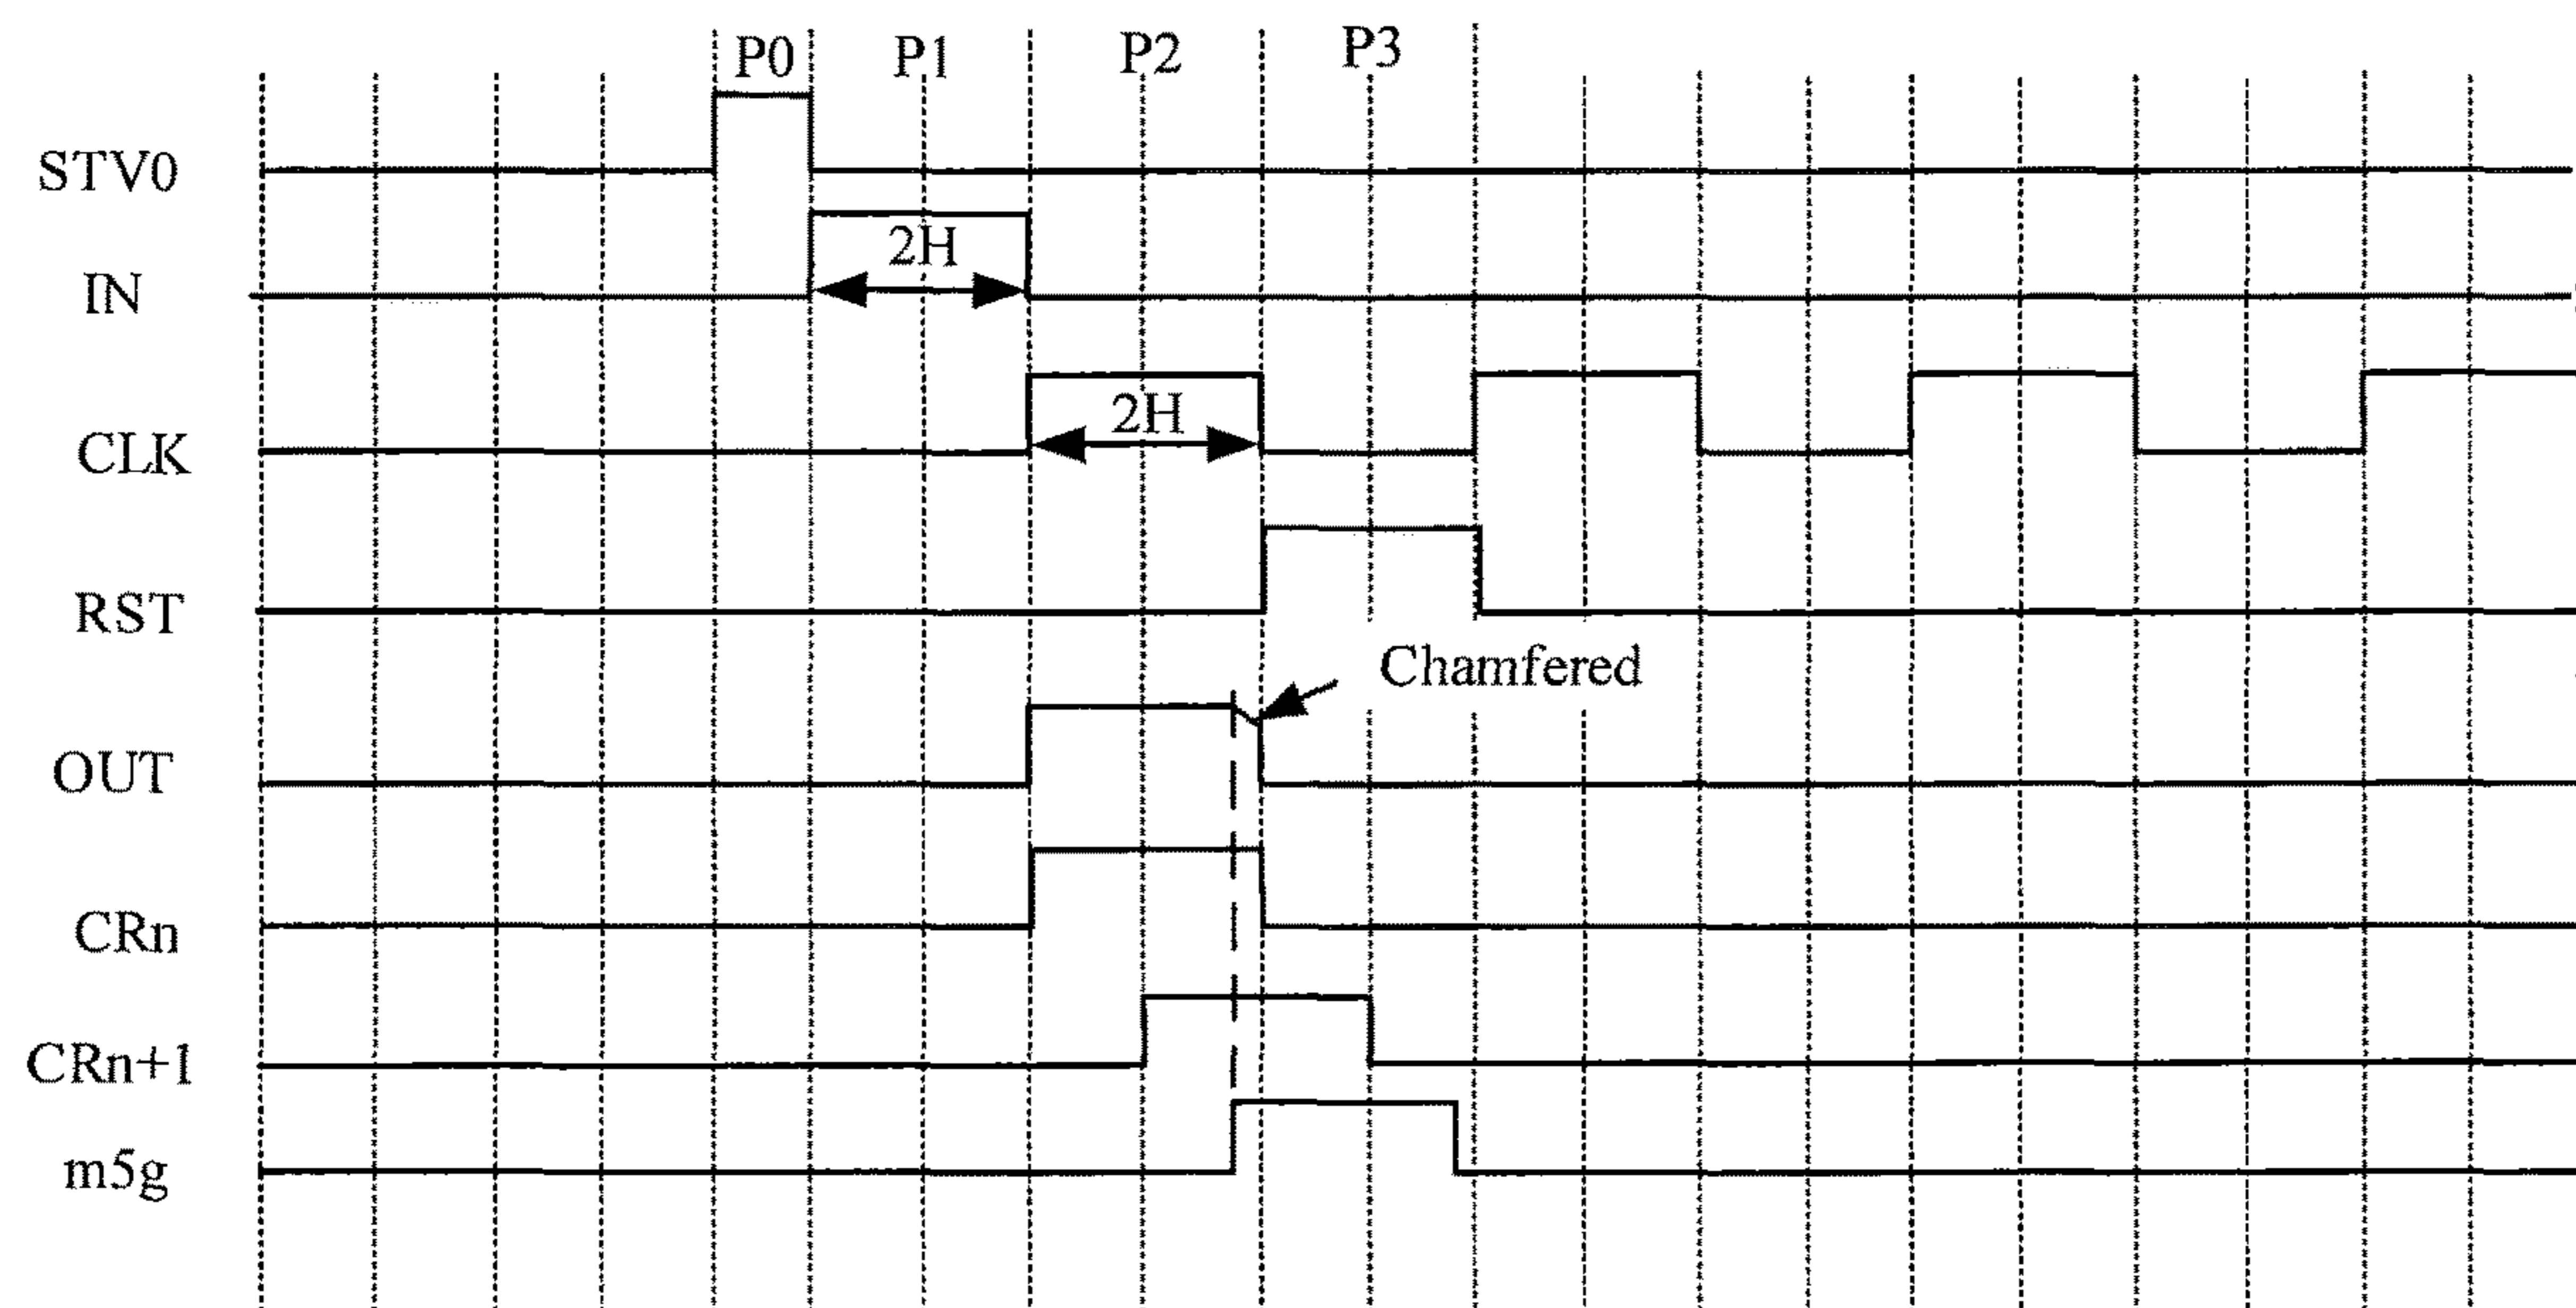 P0 P1 P2 P3
STV0
2H
IN
2H
CLK
RST
Chamfered
OUT
CRn
CRn+1
m5g